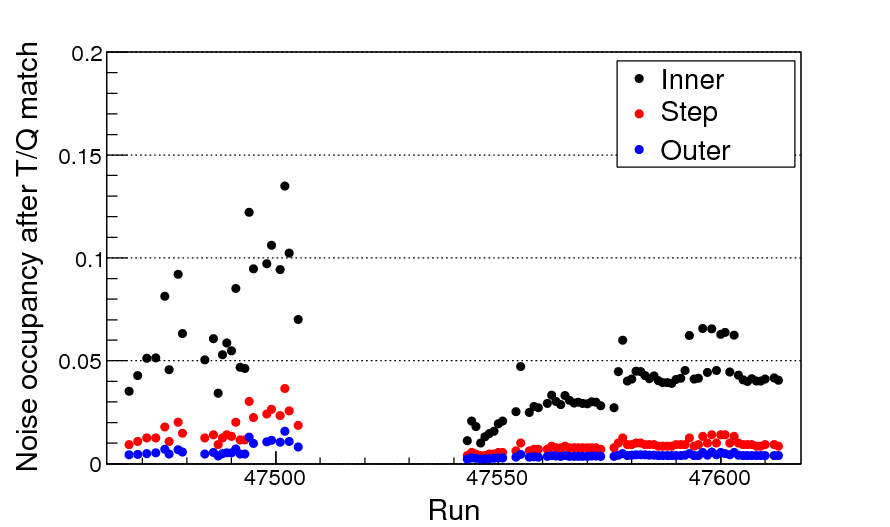 Noise occupancy after T/Q match
0.2
0.15
0.1
0.05
0
Inner
Step
Outer
47500
47550
47600
Run